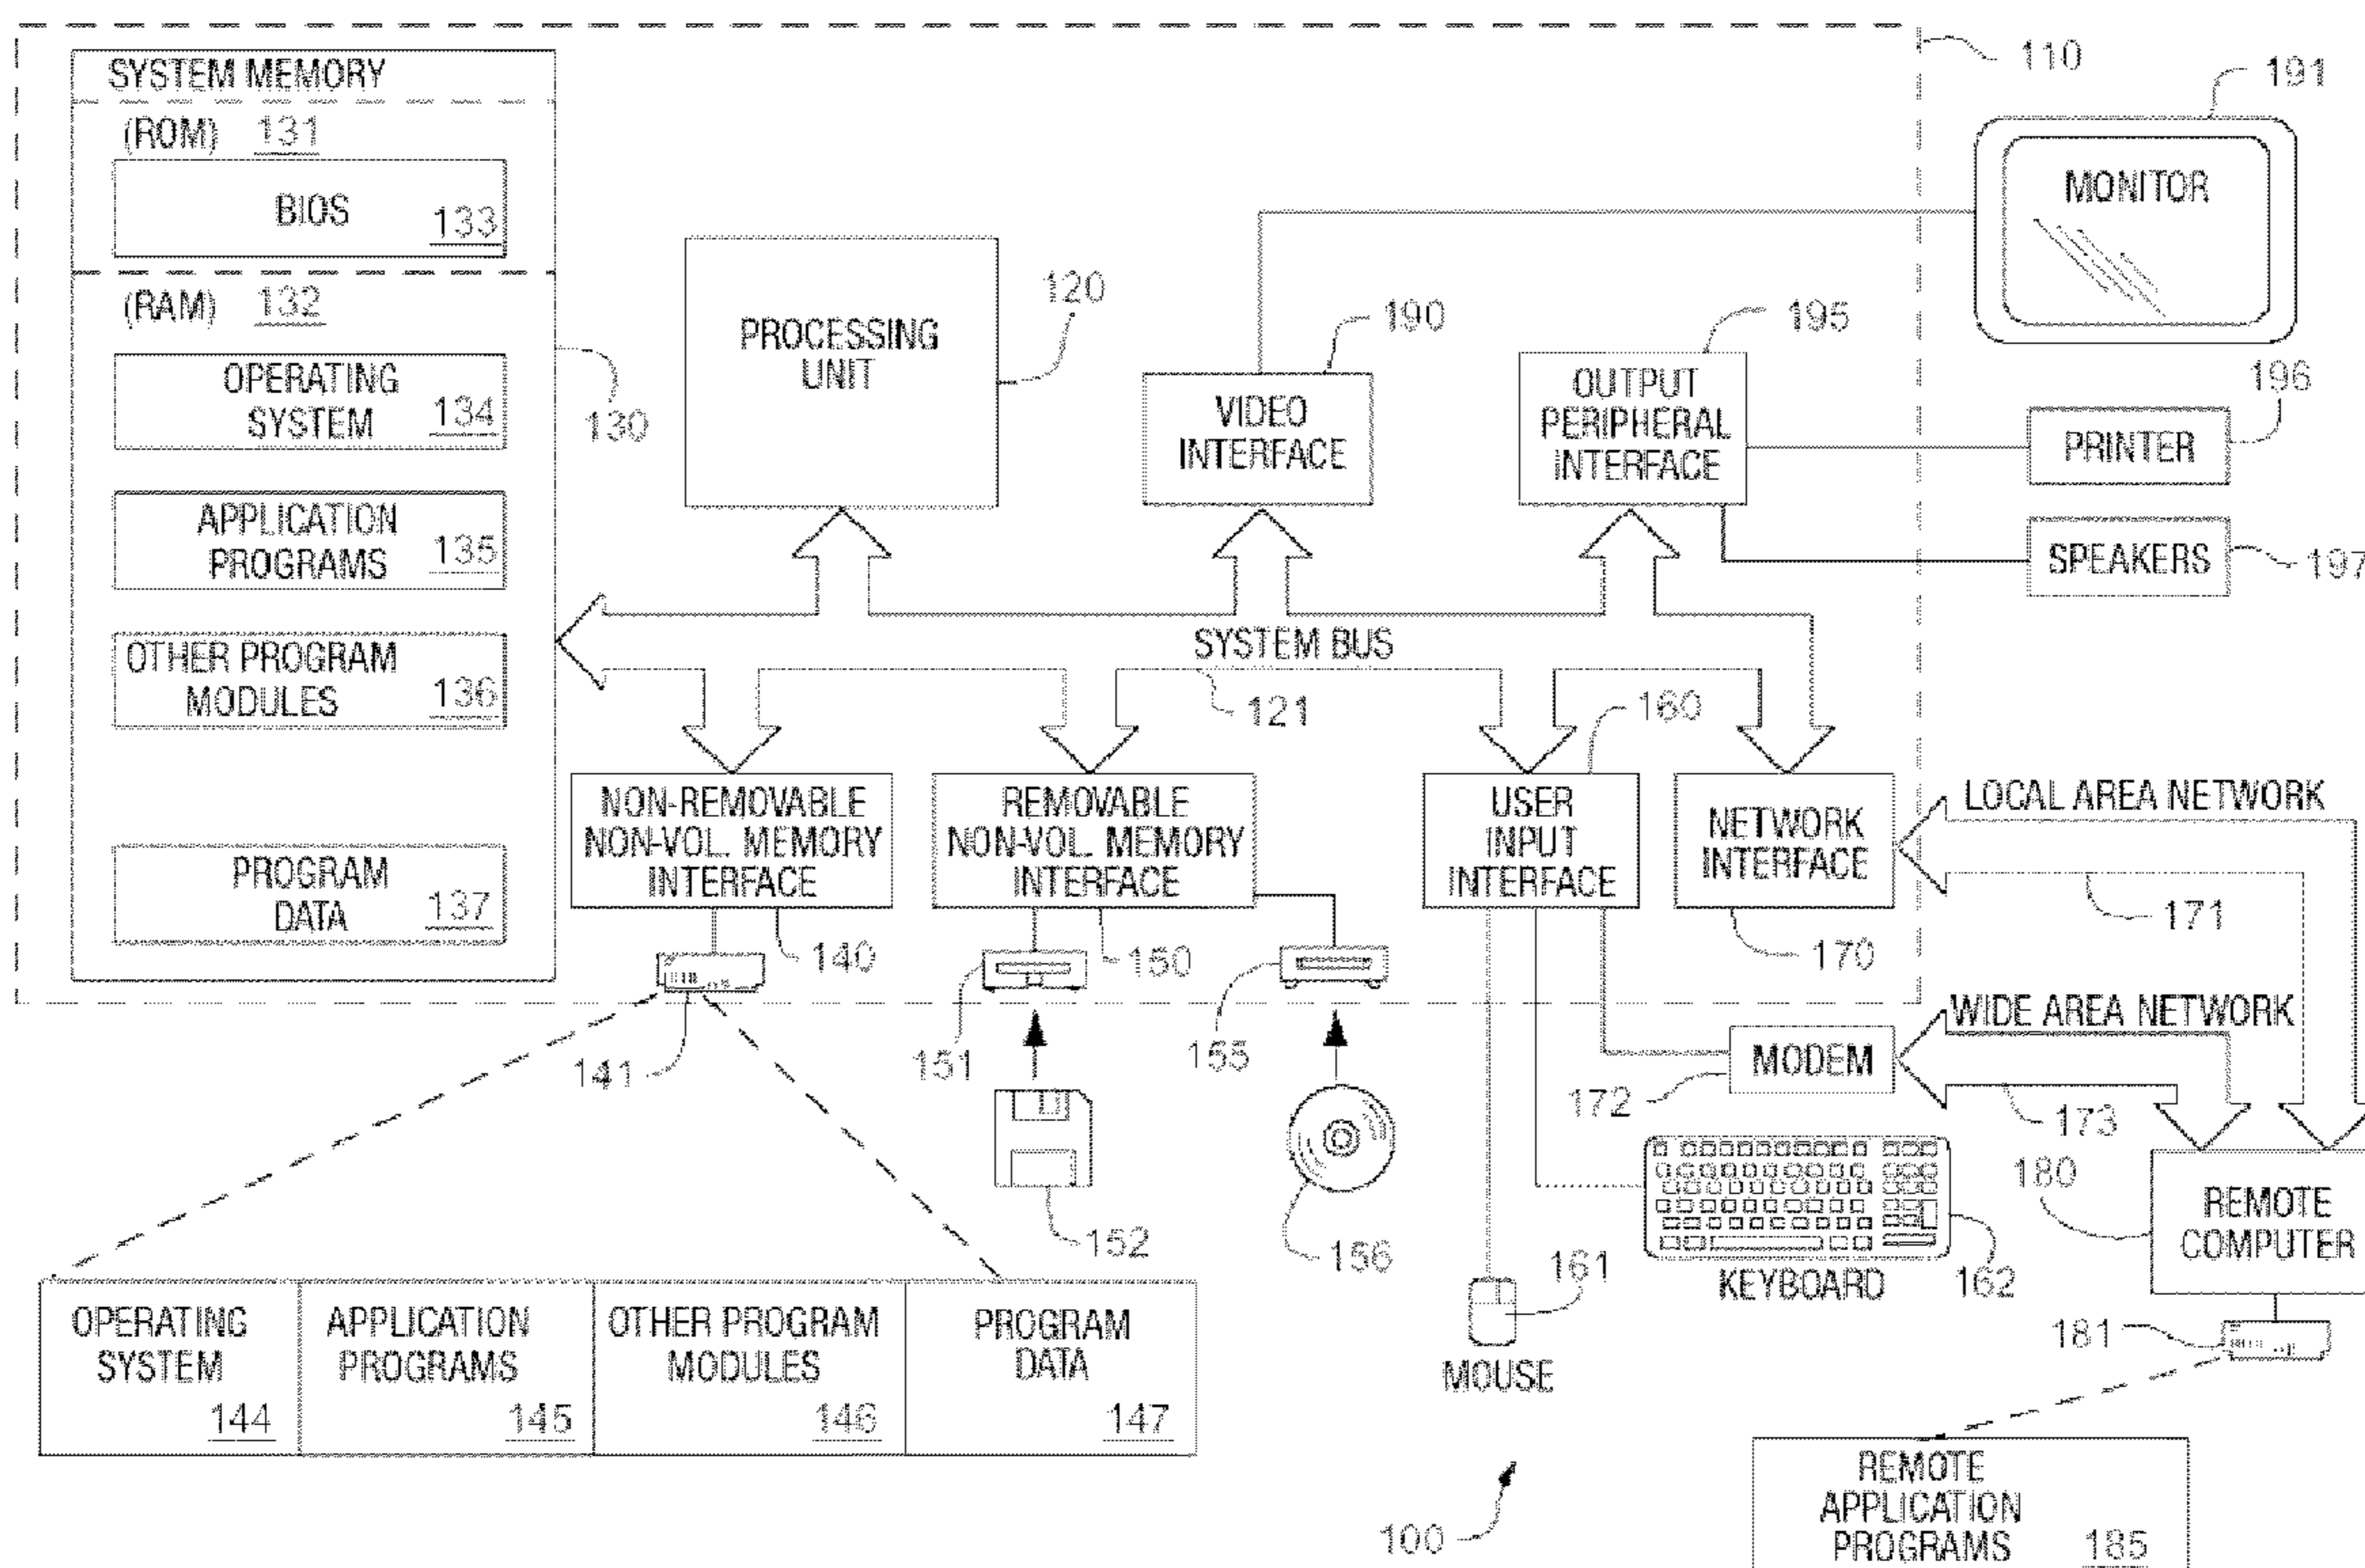 SYSTEM MEMORY
(ROM) 131
BIOS 133
(RAM) 132
OPERATING
SYSTEM 134
APPLICATION
PROGRAMS 135
OTHER PROGRAM
MODULES 136
PROGRAM
DATA 137
130
PROCESSING
UNIT
120
VIDEO
INTERFACE
190
OUTPUT
PERIPHERAL
INTERFACE
195
110
191
MONITOR
196
PRINTER
SPEAKERS
197
SYSTEM BUS
121
NON-REMOVABLE
NON-VOL. MEMORY
INTERFACE
140
REMOVABLE
NON-VOL. MEMORY
INTERFACE
150
160
USER
INPUT
INTERFACE
NETWORK
INTERFACE
170
LOCAL AREA NETWORK
171
WIDE AREA NETWORK
173
MODEM
172
141
151
152
155
156
161
MOUSE
KEYBOARD
162
180
REMOTE
COMPUTER
181
OPERATING
SYSTEM
144
APPLICATION
PROGRAMS
145
OTHER PROGRAM
MODULES
146
PROGRAM
DATA
147
100
REMOTE
APPLICATION
PROGRAMS 185